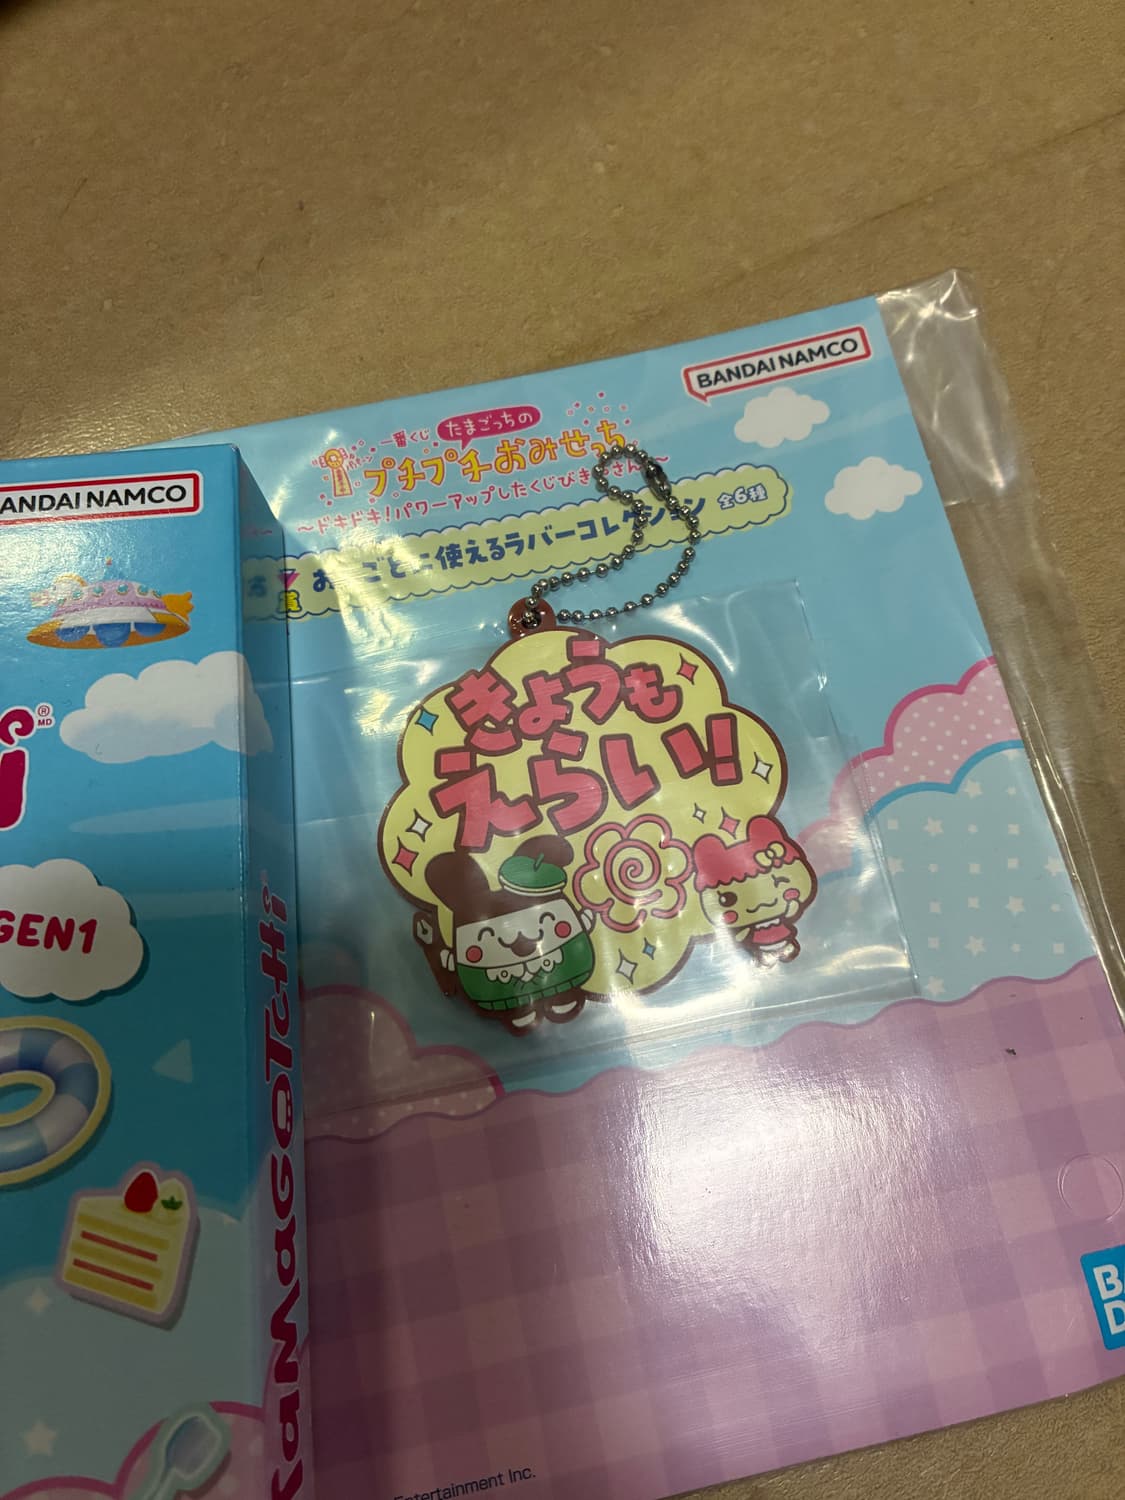 BANDAI NAMCO
一番くじ
たまごっちの
プチプチおみせっち
〜ドキドキ!パワーアップしたくじびき
さん
〜
使えるラバーコレクション
全6種
賞
きょうも
えらい!
ANDAI NAMCO
GEN1
TaMaGoTCHi
Entertainment Inc.